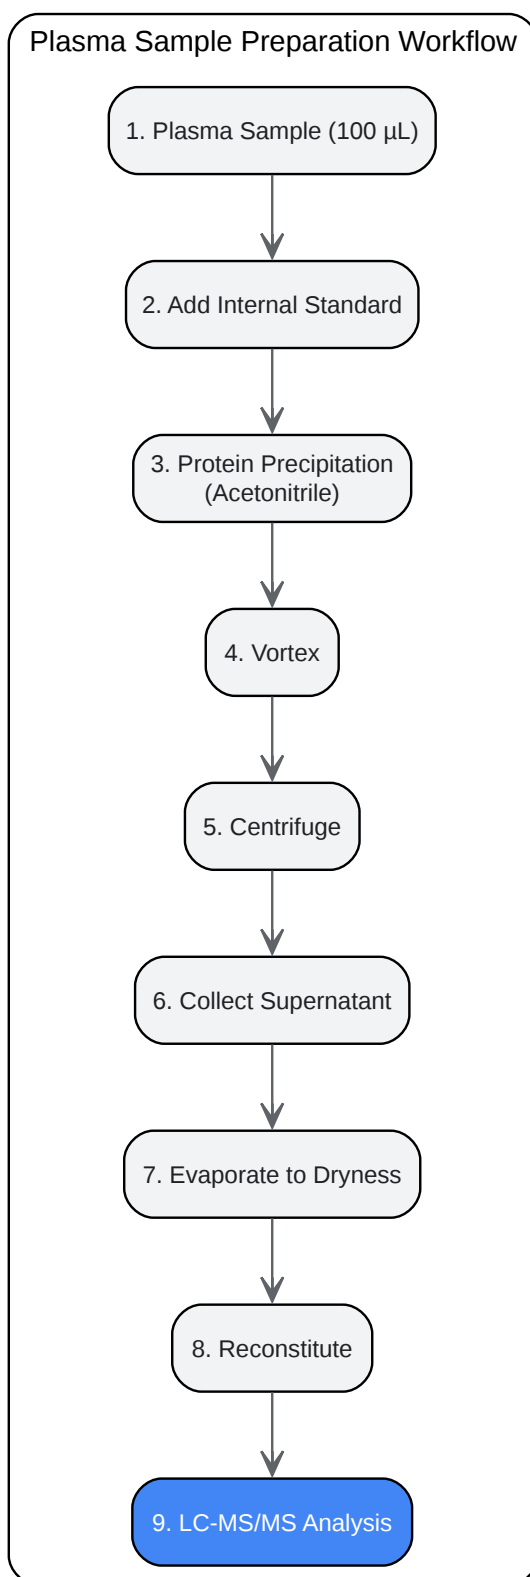 Plasma Sample Preparation Workflow
1. Plasma Sample (100 µL)
2. Add Internal Standard
3. Protein Precipitation
(Acetonitrile)
4. Vortex
5. Centrifuge
6. Collect Supernatant
7. Evaporate to Dryness
8. Reconstitute
9. LC-MS/MS Analysis